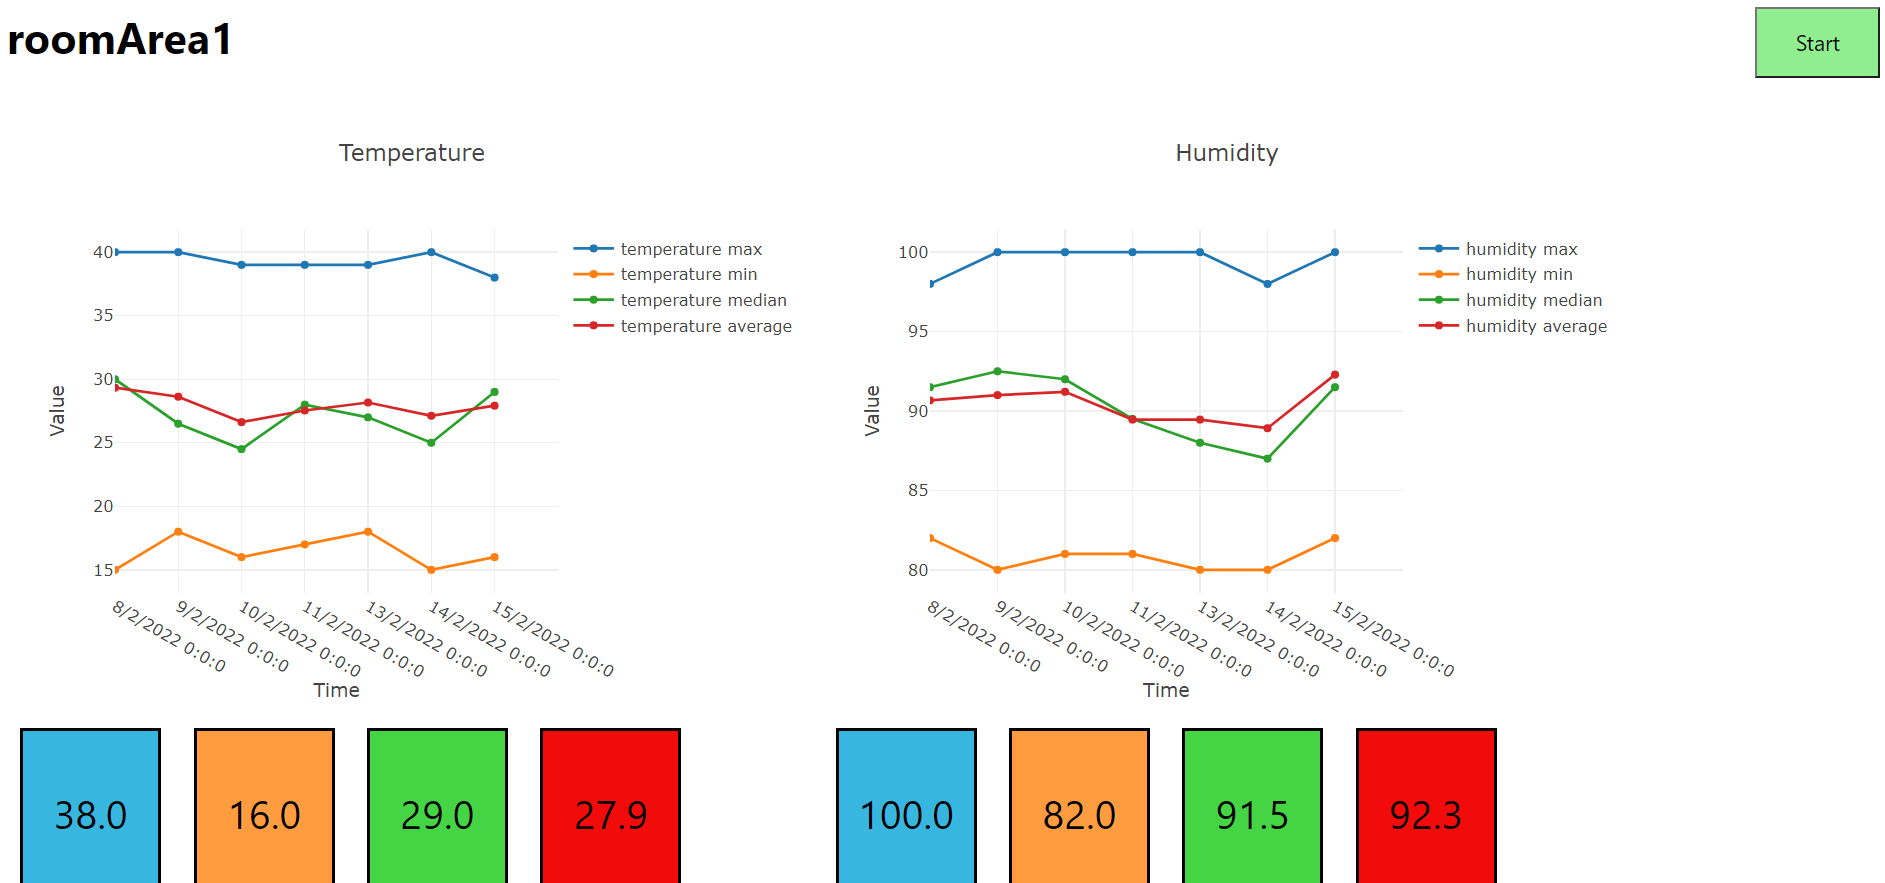 roomArea1
Start
Temperature
40
35
30
25
20
15
Value
temperature max
temperature min
temperature median
temperature average
8/2/2022 0:0:0
9/2/2022 0:0:0
10/2/2022 0:0:0
11/2/2022 0:0:0
13/2/2022 0:0:0
14/2/2022 0:0:0
15/2/2022 0:0:0
Time
Humidity
100
95
90
85
80
Value
humidity max
humidity min
humidity median
humidity average
8/2/2022 0:0:0
9/2/2022 0:0:0
10/2/2022 0:0:0
11/2/2022 0:0:0
13/2/2022 0:0:0
14/2/2022 0:0:0
15/2/2022 0:0:0
Time
38.0
16.0
29.0
27.9
100.0
82.0
91.5
92.3